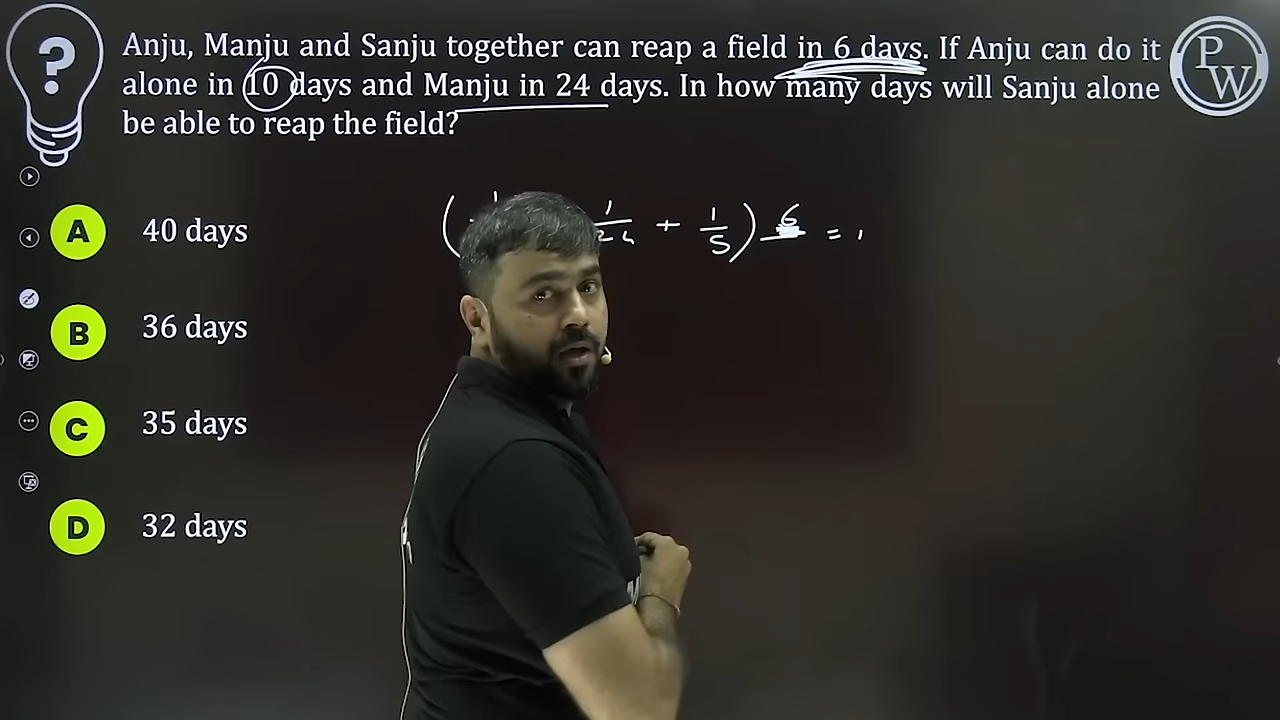 Anju, Manju and Sanju together can reap a field in 6 days. If Anju can do it
alone in 10 days and Manju in 24 days. In how many days will Sanju alone
be able to reap the field?
?
P
W
( 1/24 + 1/S ) 6 = 1
A 40 days
B 36 days
C 35 days
D 32 days